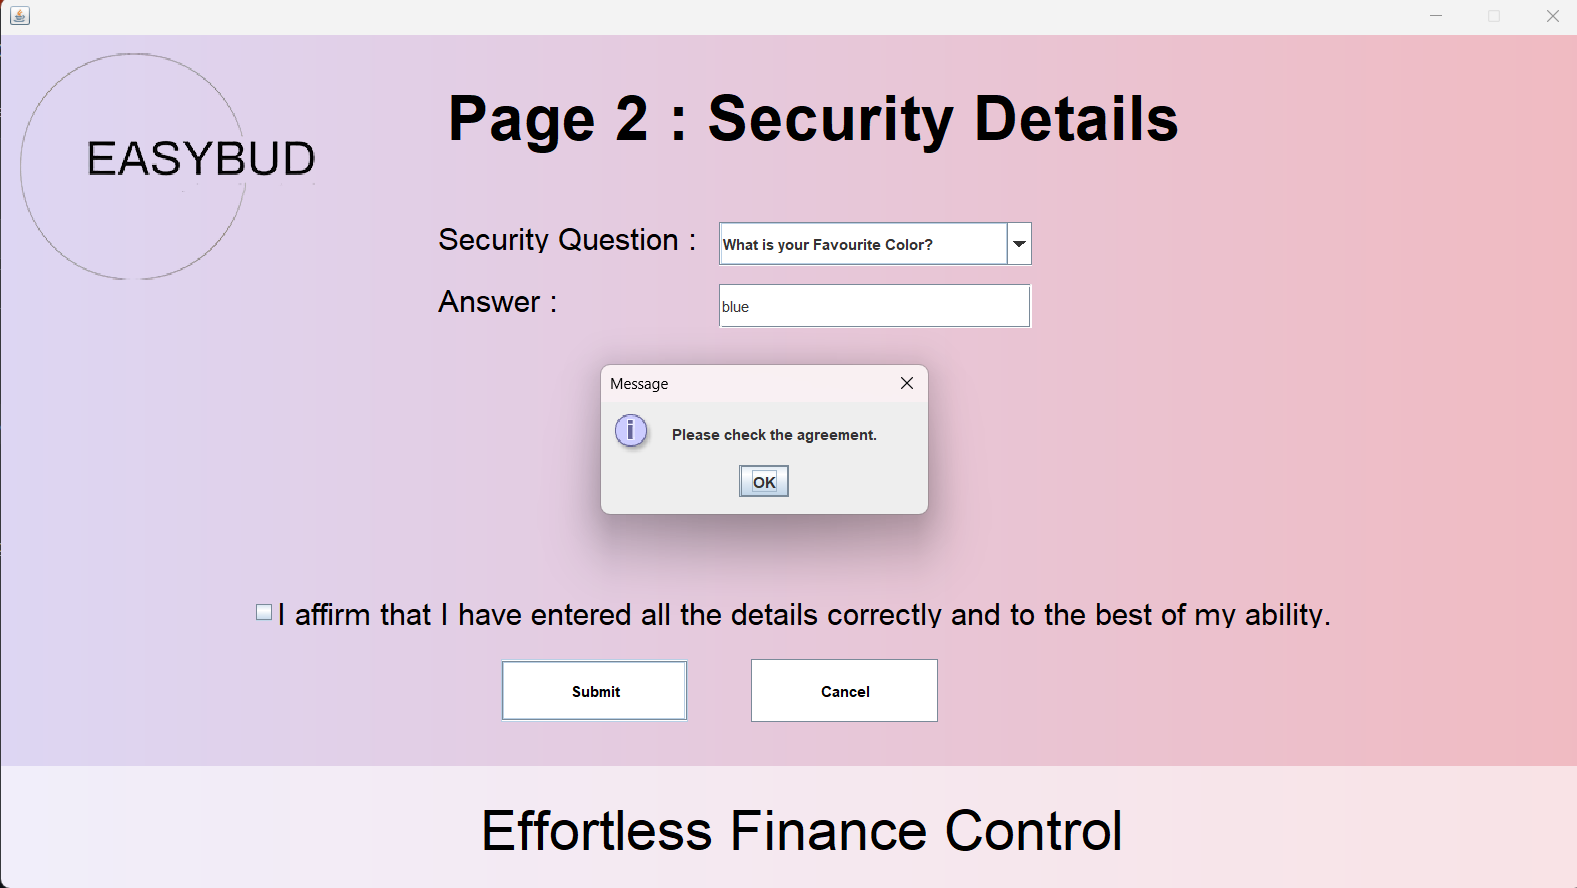 EASYBUD
Page 2 : Security Details
Security Question :
What is your Favourite Color?
Answer :
blue
Message
Please check the agreement.
OK
I affirm that I have entered all the details correctly and to the best of my ability.
Submit
Cancel
Effortless Finance Control